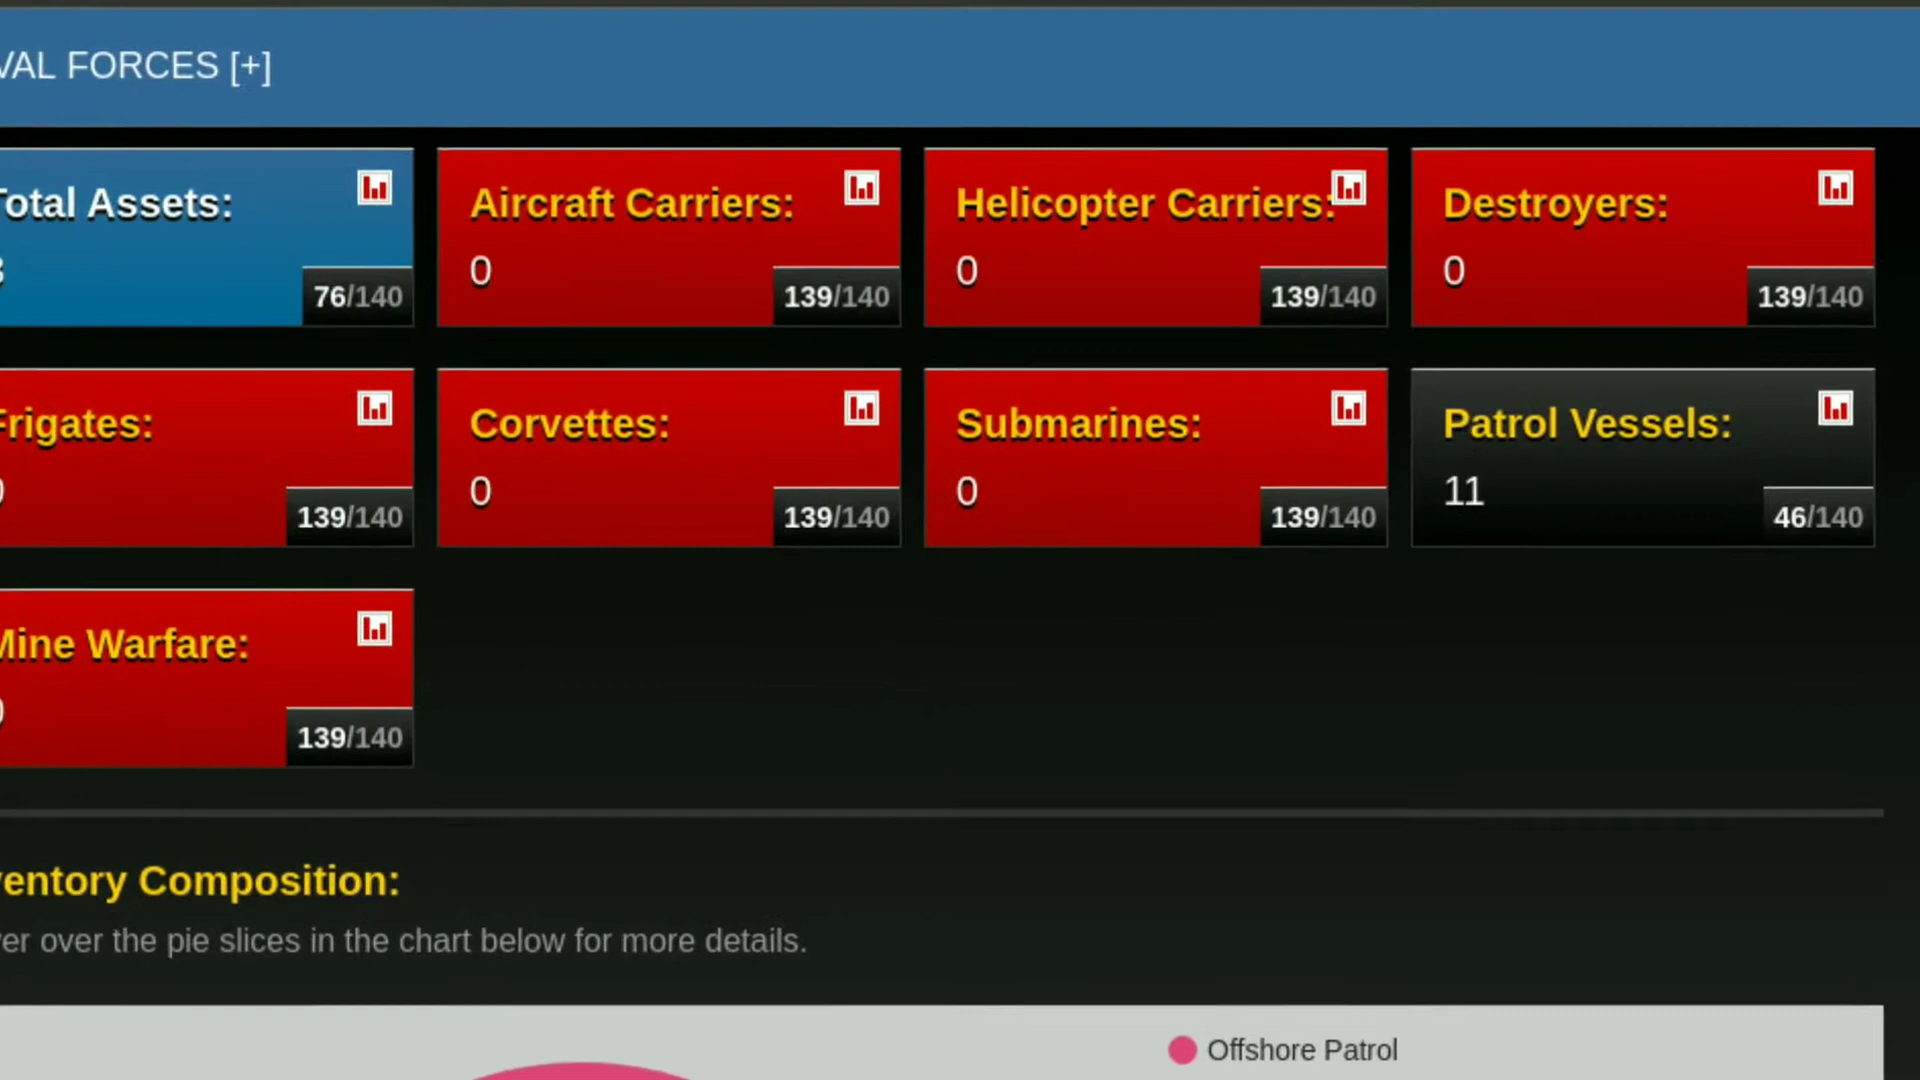 VAL FORCES [+]
Total Assets:
76/140
Aircraft Carriers:
0
139/140
Helicopter Carriers:
0
139/140
Destroyers:
0
139/140
Frigates:
139/140
Corvettes:
0
139/140
Submarines:
0
139/140
Patrol Vessels:
11
46/140
Mine Warfare:
139/140
ventory Composition:
er over the pie slices in the chart below for more details.
Offshore Patrol